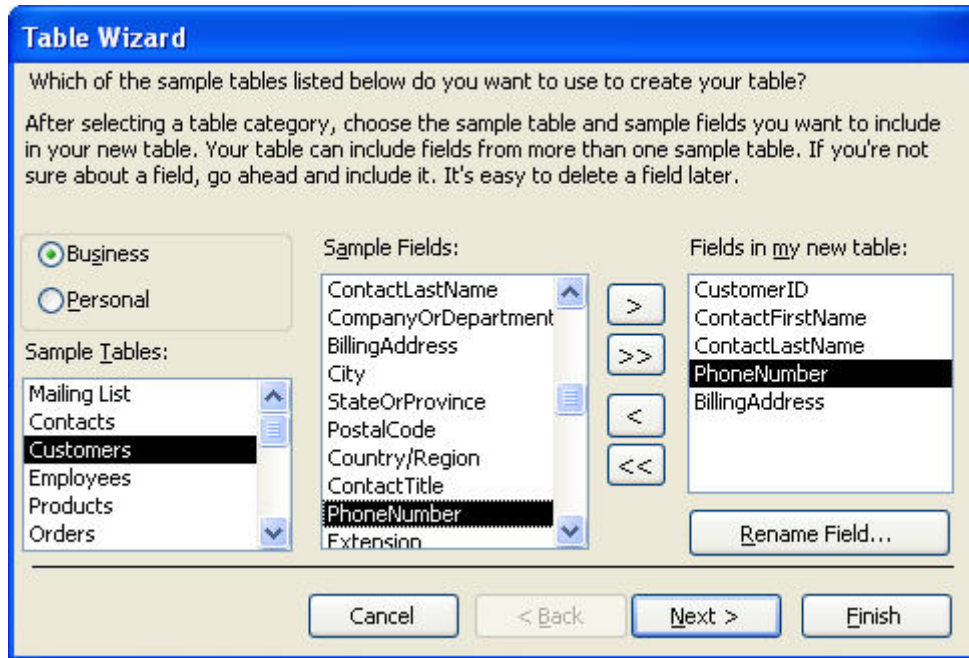 Table Wizard
Which of the sample tables listed below do you want to use to create your table?
After selecting a table category, choose the sample table and sample fields you want to include
in your new table. Your table can include fields from more than one sample table. If you're not
sure about a field, go ahead and include it. It's easy to delete a field later.
Business
Personal
Sample Tables:
Mailing List
Contacts
Customers
Employees
Products
Orders
Sample Fields:
ContactLastName
CompanyOrDepartment
BillingAddress
City
StateOrProvince
PostalCode
Country/Region
ContactTitle
PhoneNumber
Extension
>
>>
<
<<
Fields in my new table:
CustomerID
ContactFirstName
ContactLastName
PhoneNumber
BillingAddress
Rename Field...
Cancel
< Back
Next >
Finish